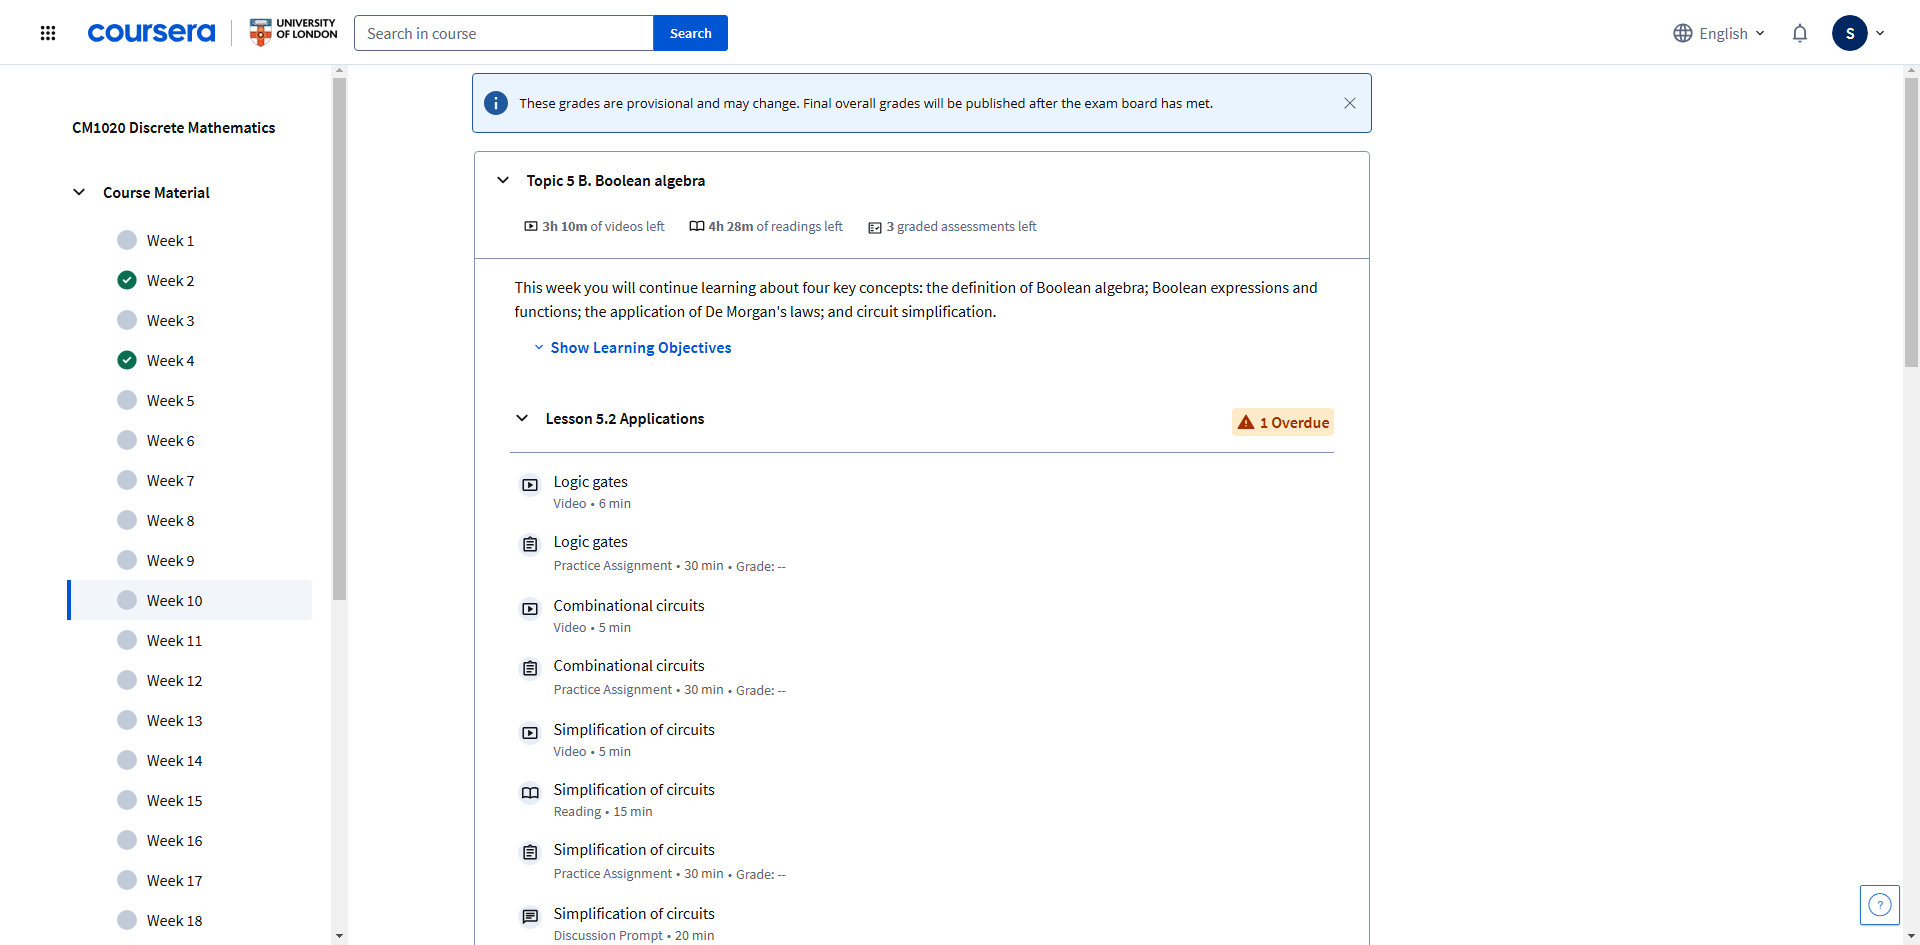 coursera
UNIVERSITY
OF LONDON
Search in course
Search
English
S
CM1020 Discrete Mathematics
Course Material
Week 1
Week 2
Week 3
Week 4
Week 5
Week 6
Week 7
Week 8
Week 9
Week 10
Week 11
Week 12
Week 13
Week 14
Week 15
Week 16
Week 17
Week 18
These grades are provisional and may change. Final overall grades will be published after the exam board has met.
Topic 5 B. Boolean algebra
3h 10m of videos left
4h 28m of readings left
3 graded assessments left
This week you will continue learning about four key concepts: the definition of Boolean algebra; Boolean expressions and
functions; the application of De Morgan's laws; and circuit simplification.
Show Learning Objectives
Lesson 5.2 Applications
1 Overdue
Logic gates
Video • 6 min
Logic gates
Practice Assignment • 30 min • Grade: --
Combinational circuits
Video • 5 min
Combinational circuits
Practice Assignment • 30 min • Grade: --
Simplification of circuits
Video • 5 min
Simplification of circuits
Reading • 15 min
Simplification of circuits
Practice Assignment • 30 min • Grade: --
Simplification of circuits
Discussion Prompt • 20 min
?